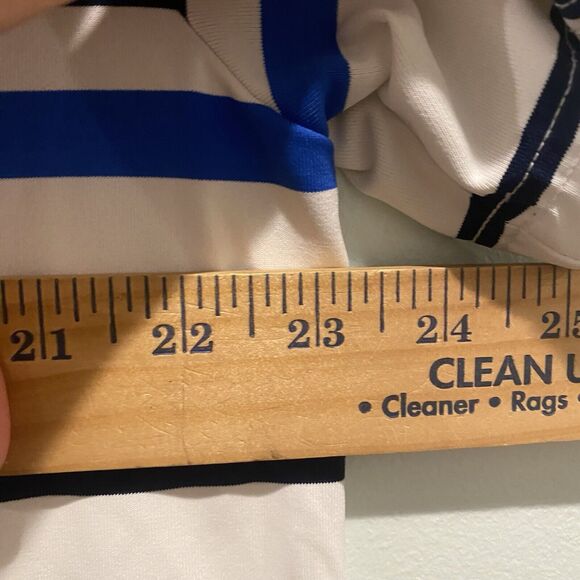 21 22 23 24 25
CLEAN U
• Cleaner • Rags •